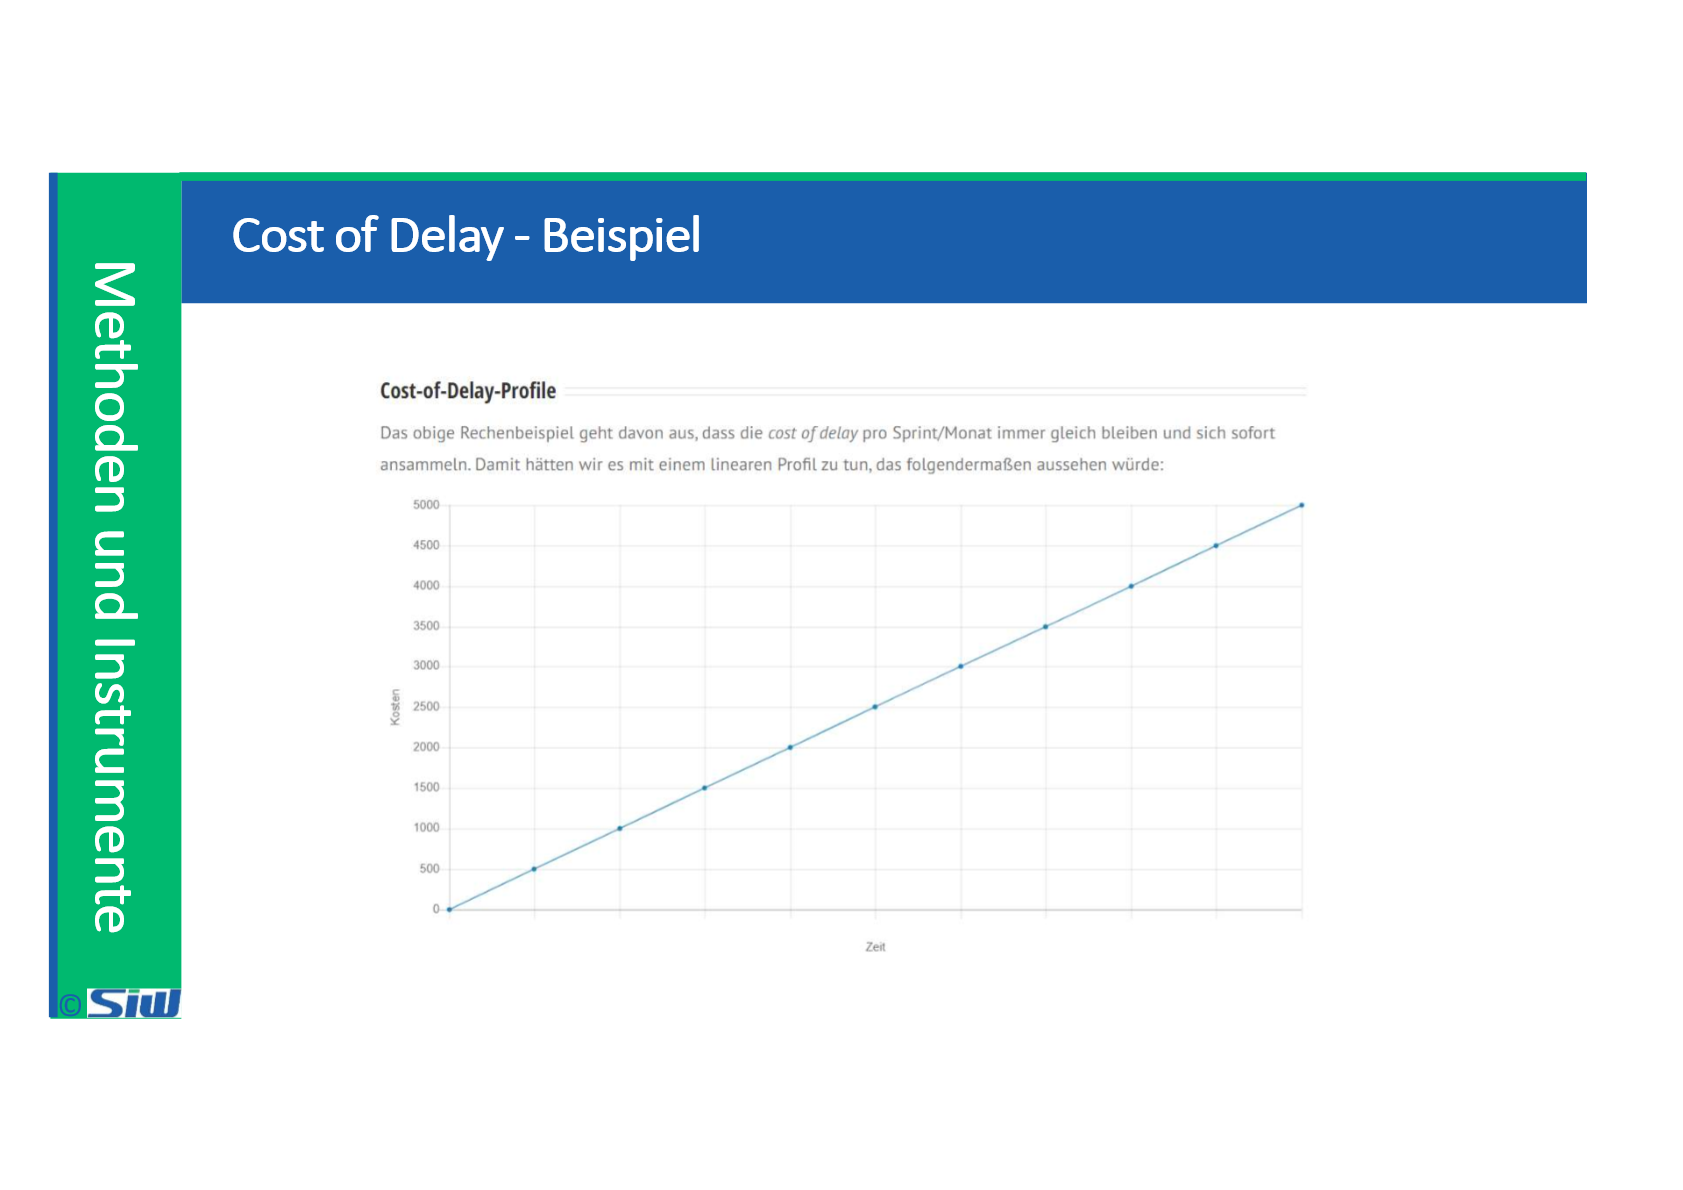 Cost of Delay - Beispiel
Methoden und Instrumente
Cost-of-Delay-Profile
Das obige Rechenbeispiel geht davon aus, dass die cost of delay pro Sprint/Monat immer gleich bleiben und sich sofort
ansammeln. Damit hätten wir es mit einem linearen Profil zu tun, das folgendermaßen aussehen würde:
5000
4500
4000
3500
3000
2500
2000
1500
1000
500
0
Kosten
Zeit
© SiW